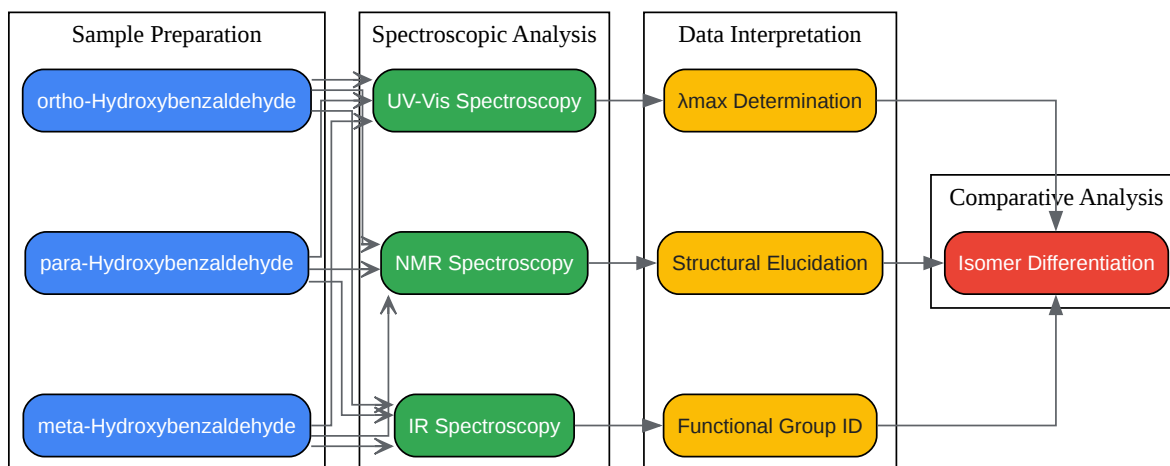 Sample Preparation
Spectroscopic Analysis
Data Interpretation
ortho-Hydroxybenzaldehyde
UV-Vis Spectroscopy
λmax Determination
Comparative Analysis
para-Hydroxybenzaldehyde
NMR Spectroscopy
Structural Elucidation
Isomer Differentiation
meta-Hydroxybenzaldehyde
IR Spectroscopy
Functional Group ID